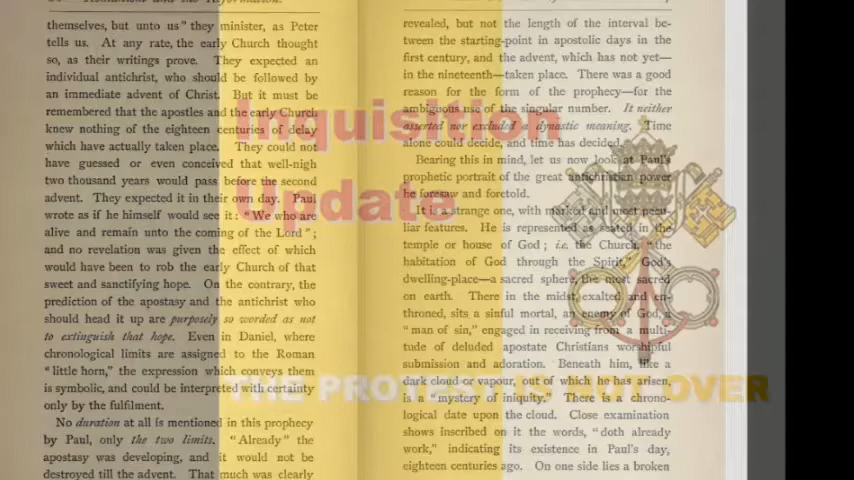 themselves, but unto us" they minister, as Peter
tells us. At any rate, the early Church thought
so, as their writings prove. They expected an
individual antichrist, who should be followed by
an immediate advent of Christ. But it must be
remembered that the apostles and the early Church
knew nothing of the eighteen centuries of delay
which have actually taken place. They could not
have guessed or even conceived that well-nigh
two thousand years would pass before the second
advent. They expected it in their own day. Paul
wrote as if he himself would see it: "We who are
alive and remain unto the coming of the Lord";
and no revelation was given the effect of which
would have been to rob the early Church of that
sweet and sanctifying hope. On the contrary, the
prediction of the apostasy and the antichrist who
should head it up are purposely so worded as not
to extinguish that hope. Even in Daniel, where
chronological limits are assigned to the Roman
"little horn," the expression which conveys them
is symbolic, and could be interpreted with certainty
only by the fulfilment.
No duration at all is mentioned in this prophecy
by Paul, only the two limits. "Already" the
apostasy was developing, and it would not be
destroyed till the advent. That much was clearly
revealed, but not the length of the interval be-
tween the starting-point in apostolic days in the
first century, and the advent, which has not yet—
in the nineteenth—taken place. There was a good
reason for the form of the prophecy—for the
ambiguous use of the singular number. It neither
asserted nor excluded a dynastic meaning. Time
alone could decide, and time has decided.
Bearing this in mind, let us now look at Paul's
prophetic portrait of the great antichristian power
he foresaw and foretold.
It is a strange one, with marked and most pecu-
liar features. He is represented as seated in the
temple or house of God; i.e. the Church, "the
habitation of God through the Spirit," God's
dwelling-place—a sacred sphere, the most sacred
on earth. There in the midst, exalted and en-
throned, sits a sinful mortal, an enemy of God, a
"man of sin," engaged in receiving from a multi-
tude of deluded apostate Christians worshipful
submission and adoration. Beneath him, like a
dark cloud or vapour, out of which he has arisen,
is a "mystery of iniquity." There is a chrono-
logical date upon the cloud. Close examination
shows inscribed on it the words, "doth already
work," indicating its existence in Paul's day,
eighteen centuries ago. On one side lies a broken
Inquisition
Update
THE PROTEST IS NOT OVER